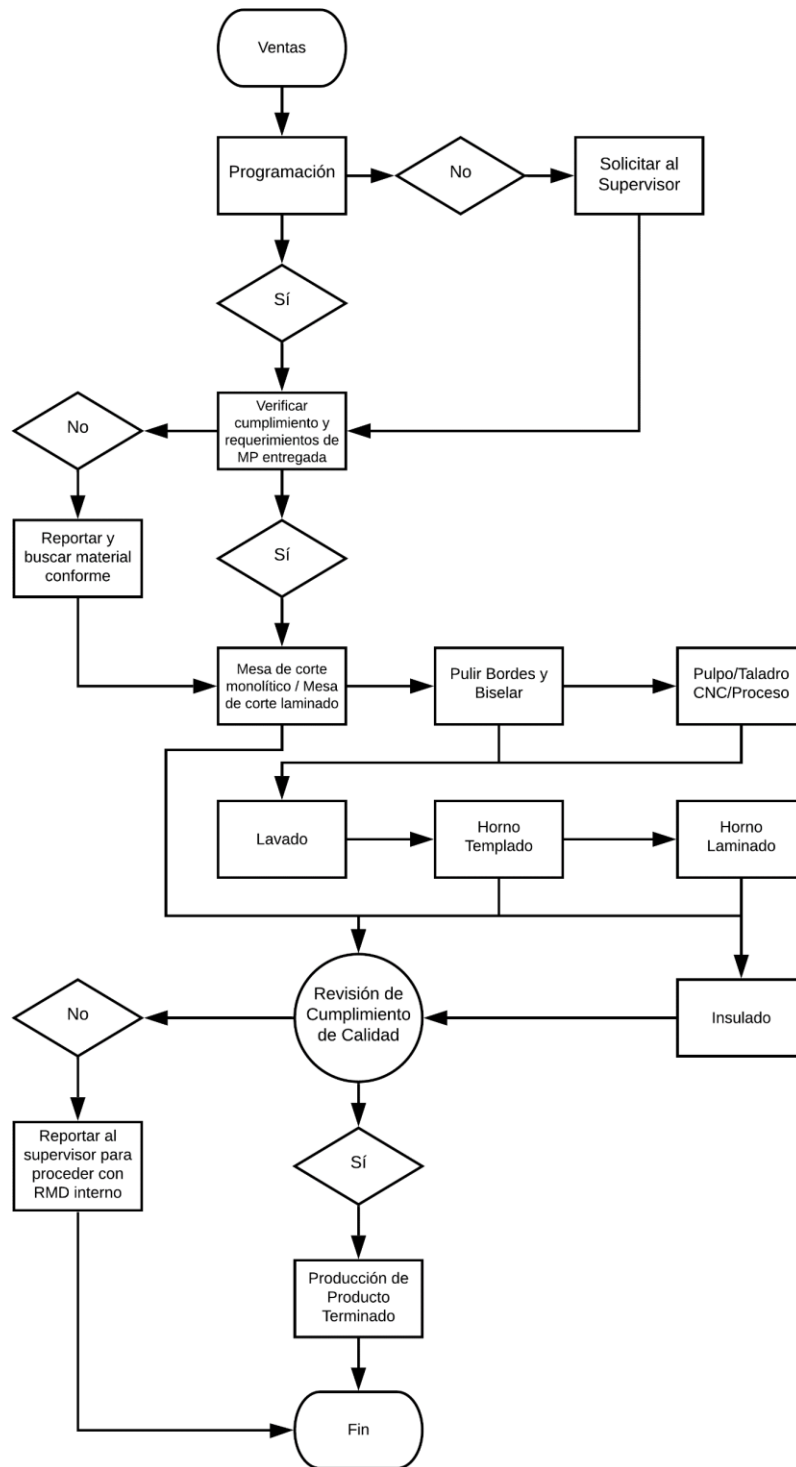 Ventas
Programación
No
Solicitar al
Supervisor
Sí
No
Verificar
cumplimiento y
requerimientos de
MP entregada
Reportar y
buscar material
conforme
Sí
Mesa de corte
monolítico / Mesa
de corte laminado
Pulir Bordes y
Biselar
Pulpo/Taladro
CNC/Proceso
Lavado
Horno
Templado
Horno
Laminado
No
Revisión de
Cumplimiento
de Calidad
Insulado
Reportar al
supervisor para
proceder con
RMD interno
Sí
Producción de
Producto
Terminado
Fin